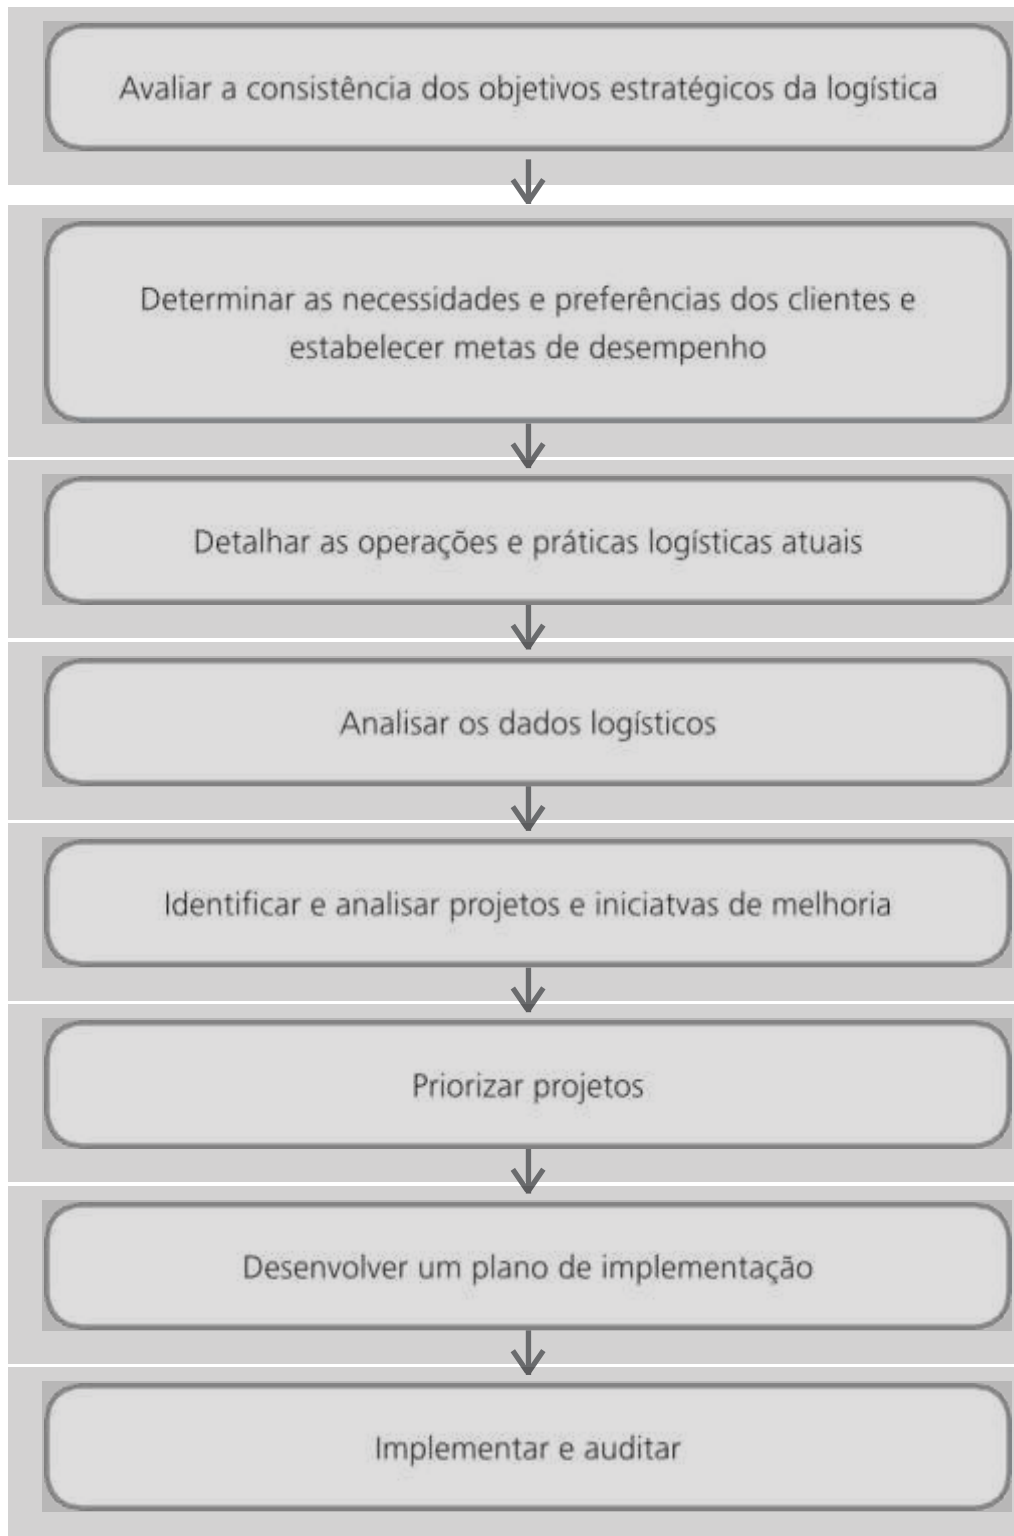 Avaliar a consistência dos objetivos estratégicos da logística
Determinar as necessidades e preferências dos clientes e
estabelecer metas de desempenho
Detalhar as operações e práticas logísticas atuais
Analisar os dados logísticos
Identificar e analisar projetos e iniciatvas de melhoria
Priorizar projetos
Desenvolver um plano de implementação
Implementar e auditar